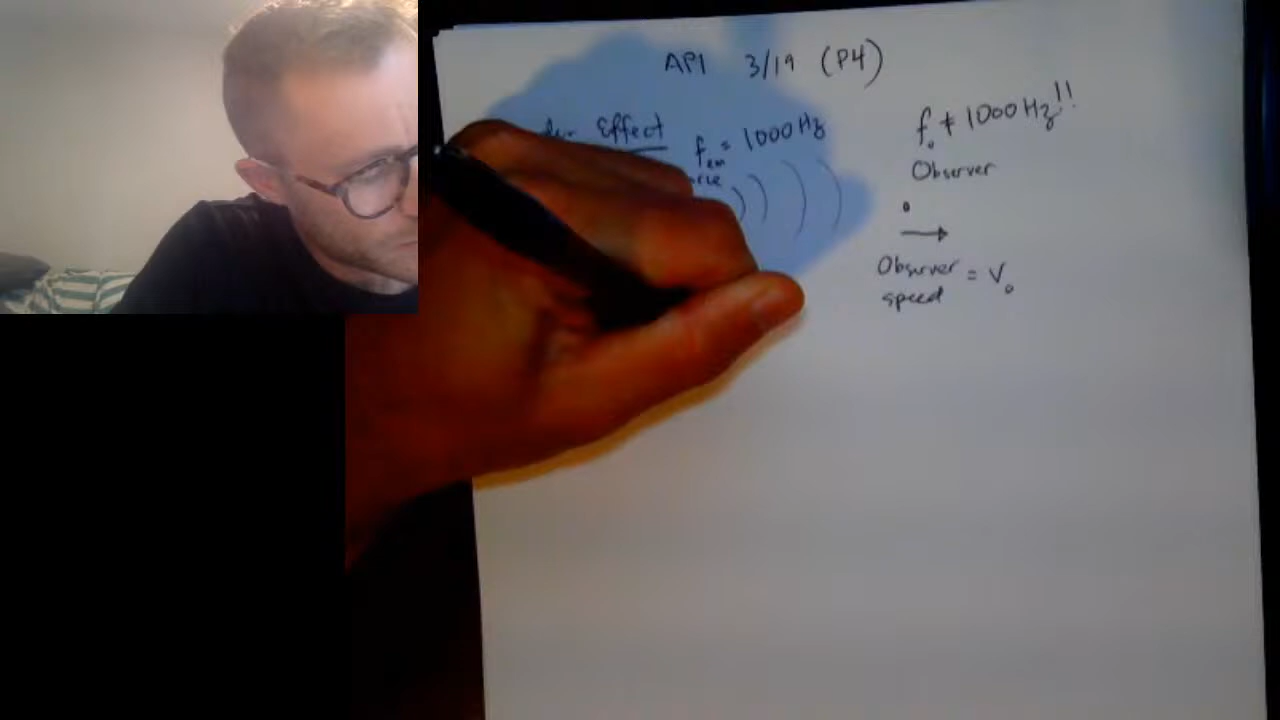 AP1 3/19 (P4)
Effect
f_em = 1000 Hz
f_o ≠ 1000 Hz!!
Observer
Observer speed = V_o